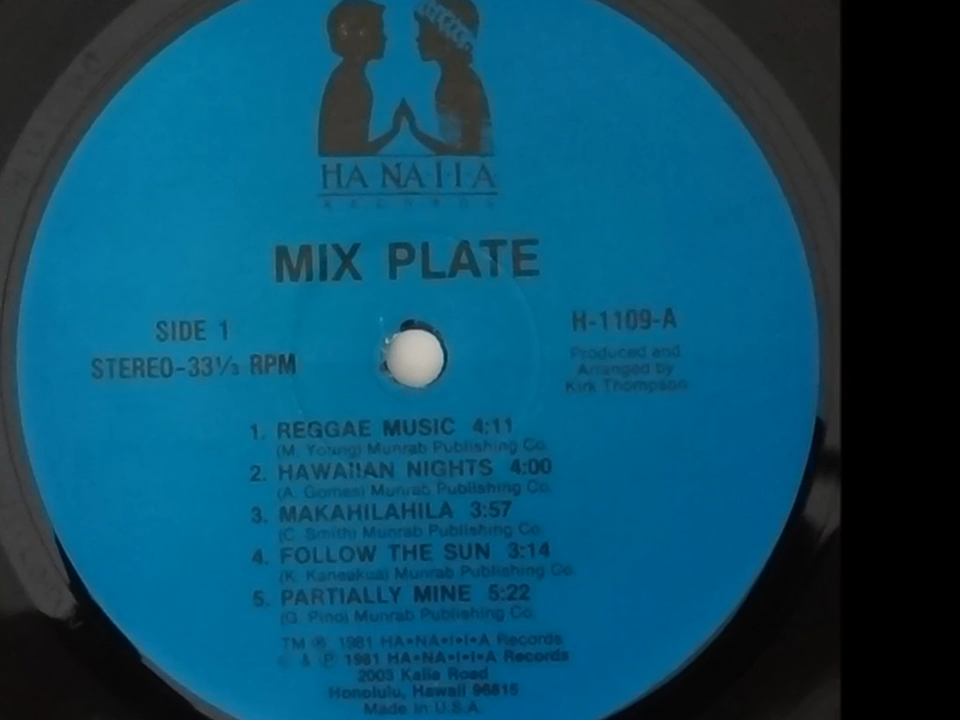 HA·NA·I·I·A
RECORDS
MIX PLATE
SIDE 1
STEREO-33⅓ RPM
H-1109-A
Produced and
Arranged by
Kirk Thompson
1. REGGAE MUSIC 4:11
(M. Young) Munrab Publishing Co.
2. HAWAIIAN NIGHTS 4:00
(A. Gomes) Munrab Publishing Co.
3. MAKAHILAHILA 3:57
(C. Smith) Munrab Publishing Co.
4. FOLLOW THE SUN 3:14
(K. Kaneakua) Munrab Publishing Co.
5. PARTIALLY MINE 5:22
(G. Pino) Munrab Publishing Co.
TM ® 1981 HA•NA•I•I•A Records
© & ℗ 1981 HA•NA•I•I•A Records
2003 Kalia Road
Honolulu, Hawaii 96815
Made In U.S.A.